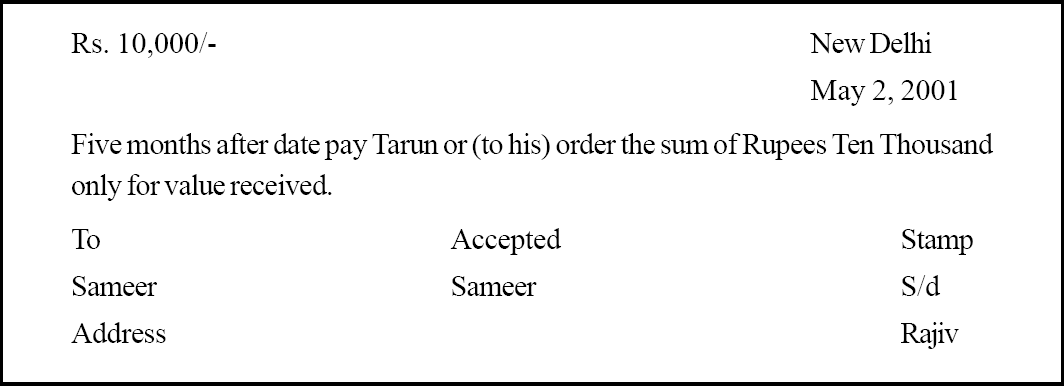 Rs. 10,000/- New Delhi
May 2, 2001
Five months after date pay Tarun or (to his) order the sum of Rupees Ten Thousand
only for value received.
To Accepted Stamp
Sameer Sameer S/d
Address Rajiv